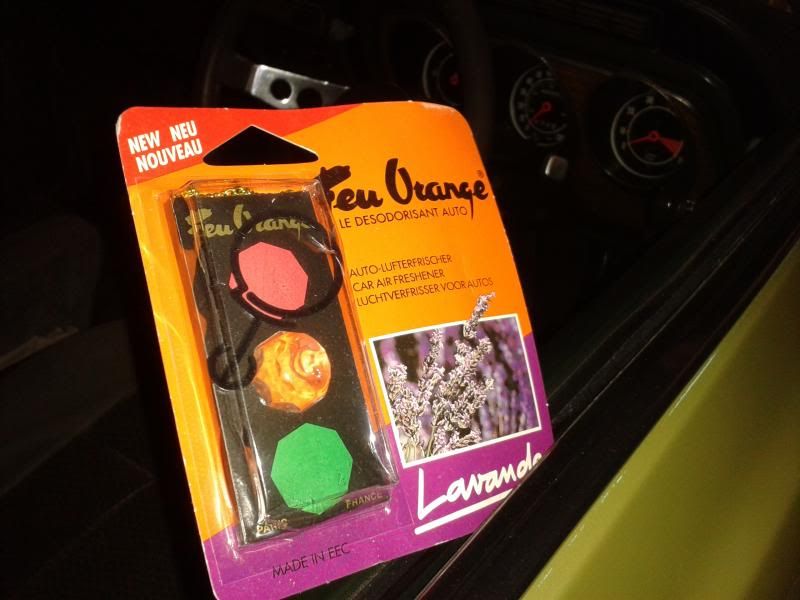 NEW NEU
NOUVEAU
Feu Orange®
LE DESODORISANT AUTO
AUTO-LUFTERFRISCHER
CAR AIR FRESHENER
LUCHTVERFRISSER VOOR AUTOS
Feu Orange
PARIS FRANCE
Lavande
MADE IN EEC